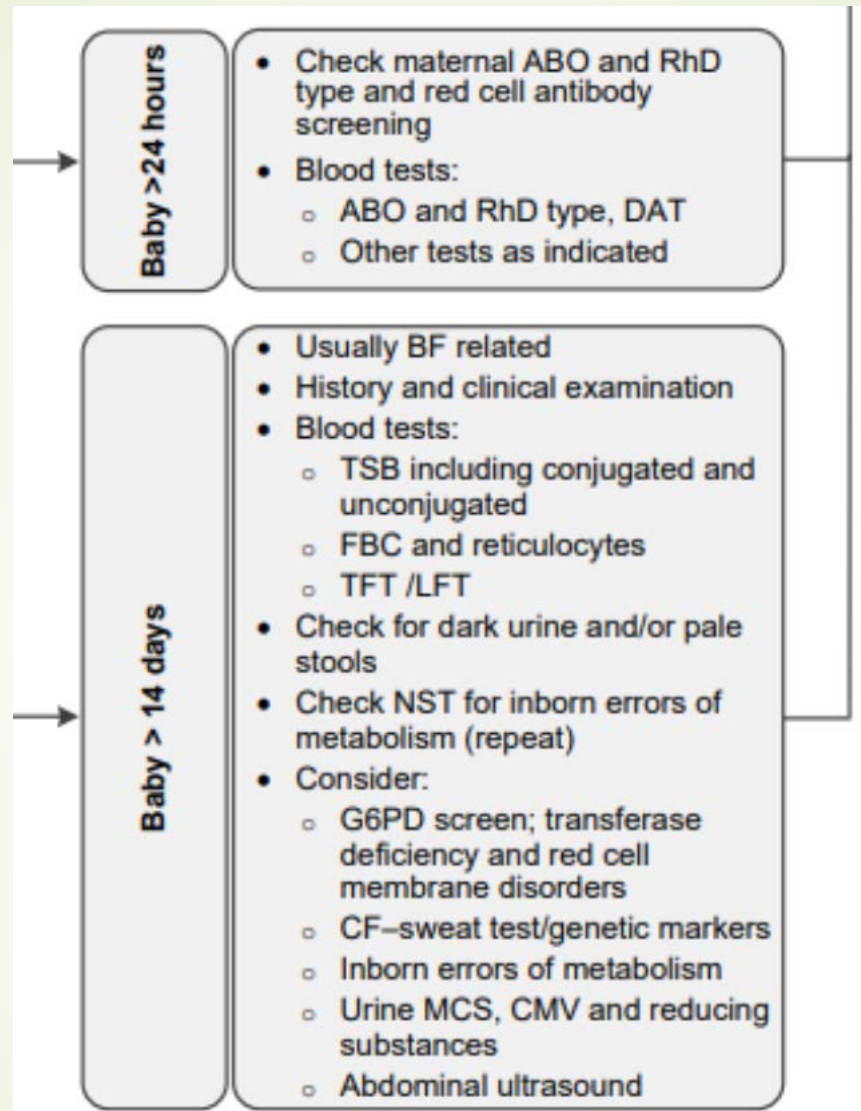 Baby >24 hours
• Check maternal ABO and RhD
type and red cell antibody
screening
• Blood tests:
o ABO and RhD type, DAT
o Other tests as indicated
Baby > 14 days
• Usually BF related
• History and clinical examination
• Blood tests:
o TSB including conjugated and
unconjugated
o FBC and reticulocytes
o TFT /LFT
• Check for dark urine and/or pale
stools
• Check NST for inborn errors of
metabolism (repeat)
• Consider:
o G6PD screen; transferase
deficiency and red cell
membrane disorders
o CF–sweat test/genetic markers
o Inborn errors of metabolism
o Urine MCS, CMV and reducing
substances
o Abdominal ultrasound